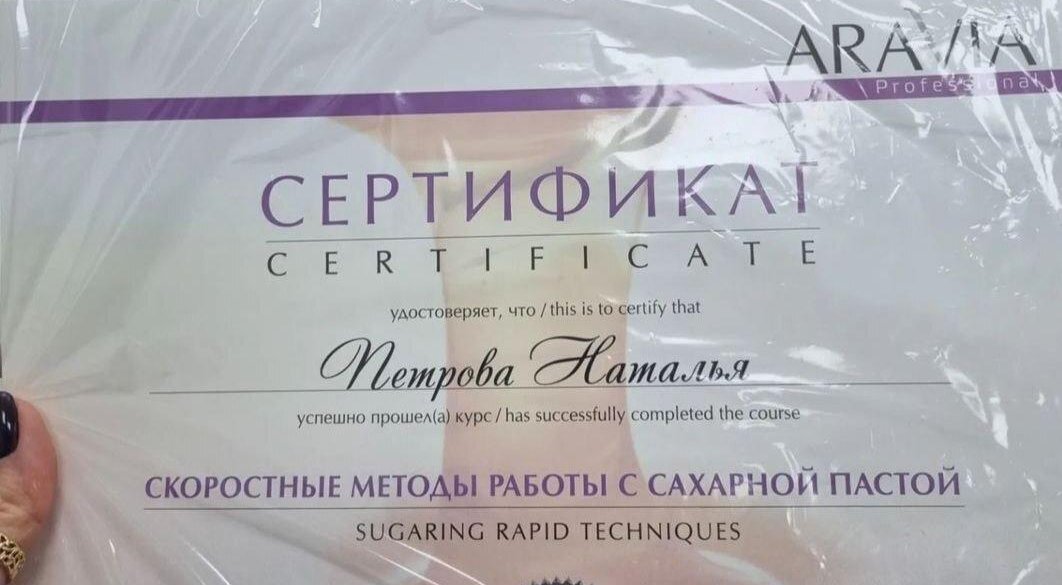 ARAVIA
Professional
СЕРТИФИКАТ
CERTIFICATE
удостоверяет, что / this is to certify that
Петрова Наталья
успешно прошел(а) курс / has successfully completed the course
СКОРОСТНЫЕ МЕТОДЫ РАБОТЫ С САХАРНОЙ ПАСТОЙ
SUGARING RAPID TECHNIQUES